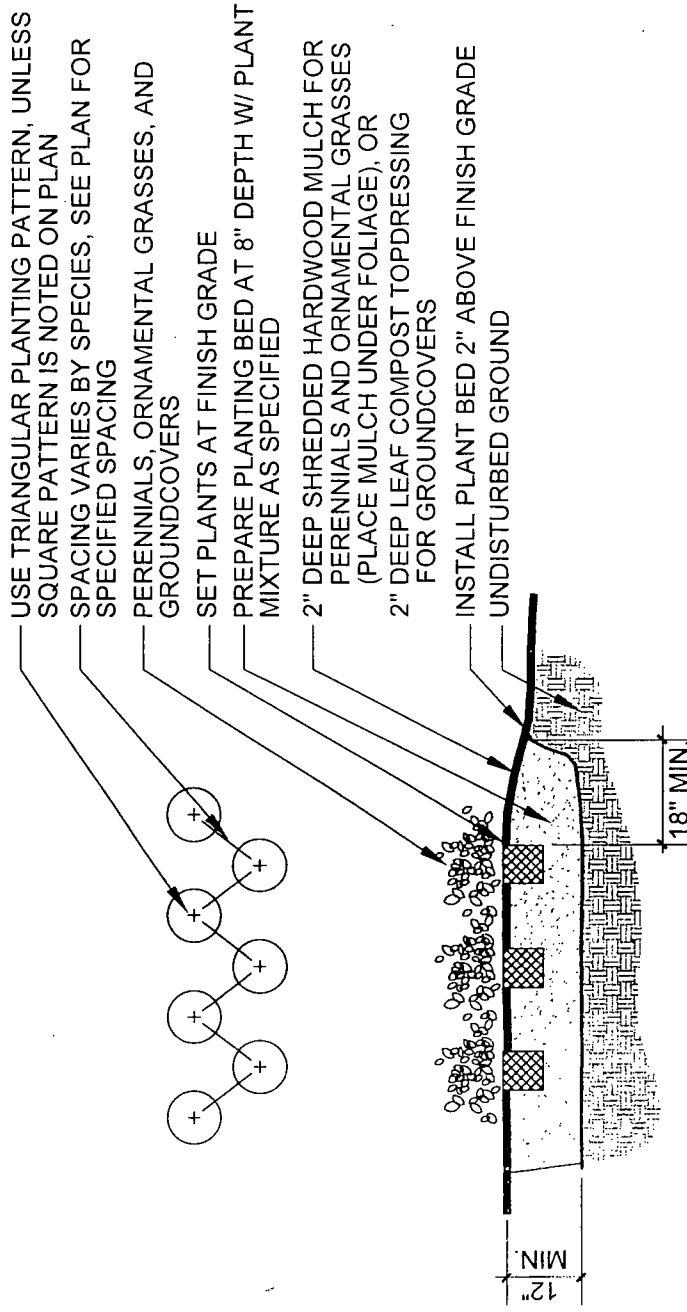 USE TRIANGULAR PLANTING PATTERN, UNLESS
SQUARE PATTERN IS NOTED ON PLAN
SPACING VARIES BY SPECIES, SEE PLAN FOR
SPECIFIED SPACING
PERENNIALS, ORNAMENTAL GRASSES, AND
GROUNDCOVERS
SET PLANTS AT FINISH GRADE
PREPARE PLANTING BED AT 8" DEPTH W/ PLANT
MIXTURE AS SPECIFIED
2" DEEP SHREDDED HARDWOOD MULCH FOR
PERENNIALS AND ORNAMENTAL GRASSES
(PLACE MULCH UNDER FOLIAGE), OR
2" DEEP LEAF COMPOST TOPDRESSING
FOR GROUNDCOVERS
INSTALL PLANT BED 2" ABOVE FINISH GRADE
UNDISTURBED GROUND
18" MIN.
12"
MIN.